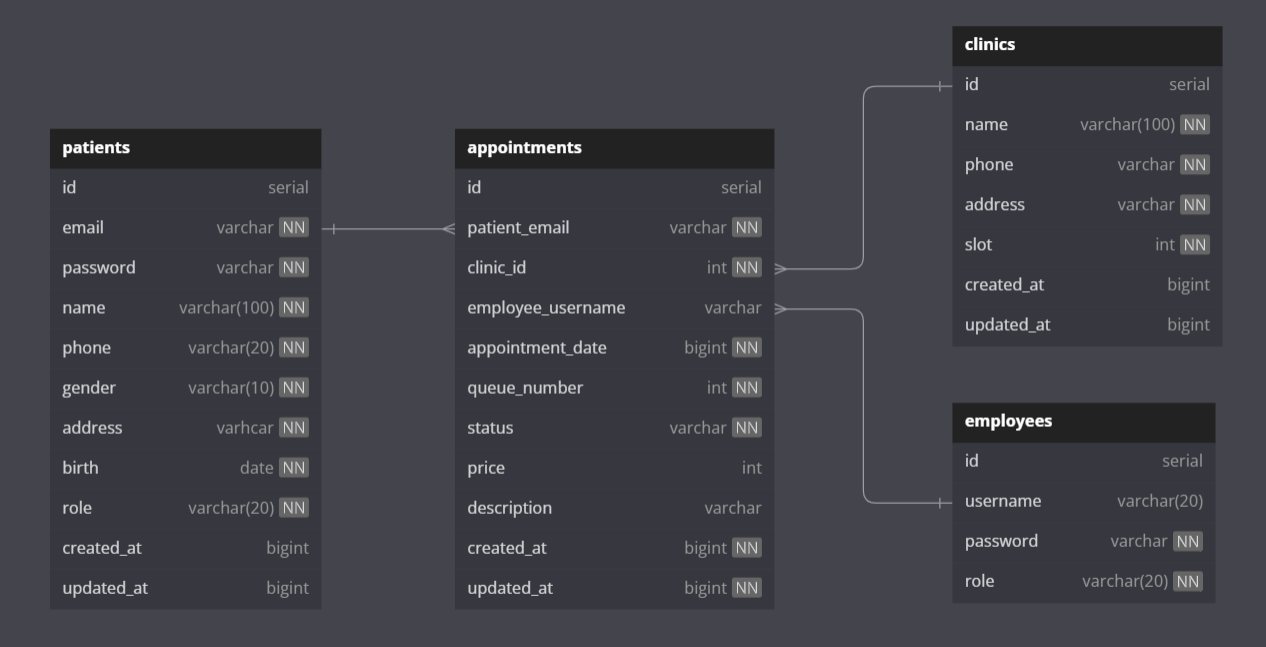 patients
id serial
email varchar NN
password varchar NN
name varchar(100) NN
phone varchar(20) NN
gender varchar(10) NN
address varhcar NN
birth date NN
role varchar(20) NN
created_at bigint
updated_at bigint
appointments
id serial
patient_email varchar NN
clinic_id int NN
employee_username varchar
appointment_date bigint NN
queue_number int NN
status varchar NN
price int
description varchar
created_at bigint NN
updated_at bigint NN
clinics
id serial
name varchar(100) NN
phone varchar NN
address varchar NN
slot int NN
created_at bigint
updated_at bigint
employees
id serial
username varchar(20)
password varchar NN
role varchar(20) NN